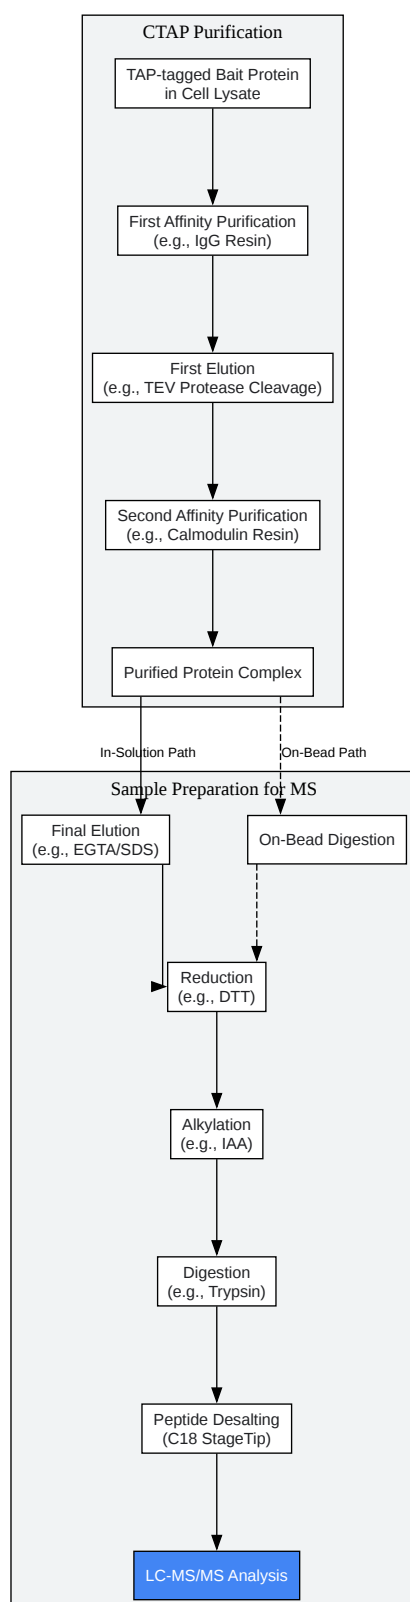 CTAP Purification
TAP-tagged Bait Protein
in Cell Lysate
First Affinity Purification
(e.g., IgG Resin)
First Elution
(e.g., TEV Protease Cleavage)
Second Affinity Purification
(e.g., Calmodulin Resin)
Purified Protein Complex
In-Solution Path
On-Bead Path
Sample Preparation for MS
Final Elution
(e.g., EGTA/SDS)
On-Bead Digestion
Reduction
(e.g., DTT)
Alkylation
(e.g., IAA)
Digestion
(e.g., Trypsin)
Peptide Desalting
(C18 StageTip)
LC-MS/MS Analysis